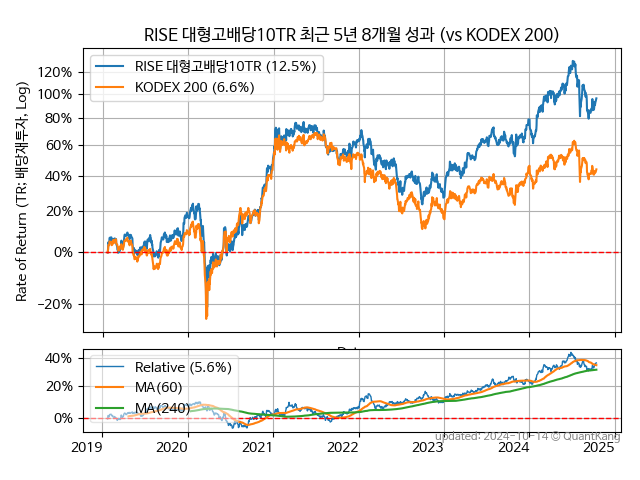 RISE 대형고배당10TR 최근 5년 8개월 성과 (vs KODEX 200)
RISE 대형고배당10TR (12.5%)
KODEX 200 (6.6%)
Rate of Return (TR: 배당재투자, Log)
120%
100%
80%
60%
40%
20%
0%
−20%
Relative (5.6%)
MA(60)
MA(240)
40%
20%
0%
2019 2020 2021 2022 2023 2024 2025
updated: 2024-10-14 © QuantKang